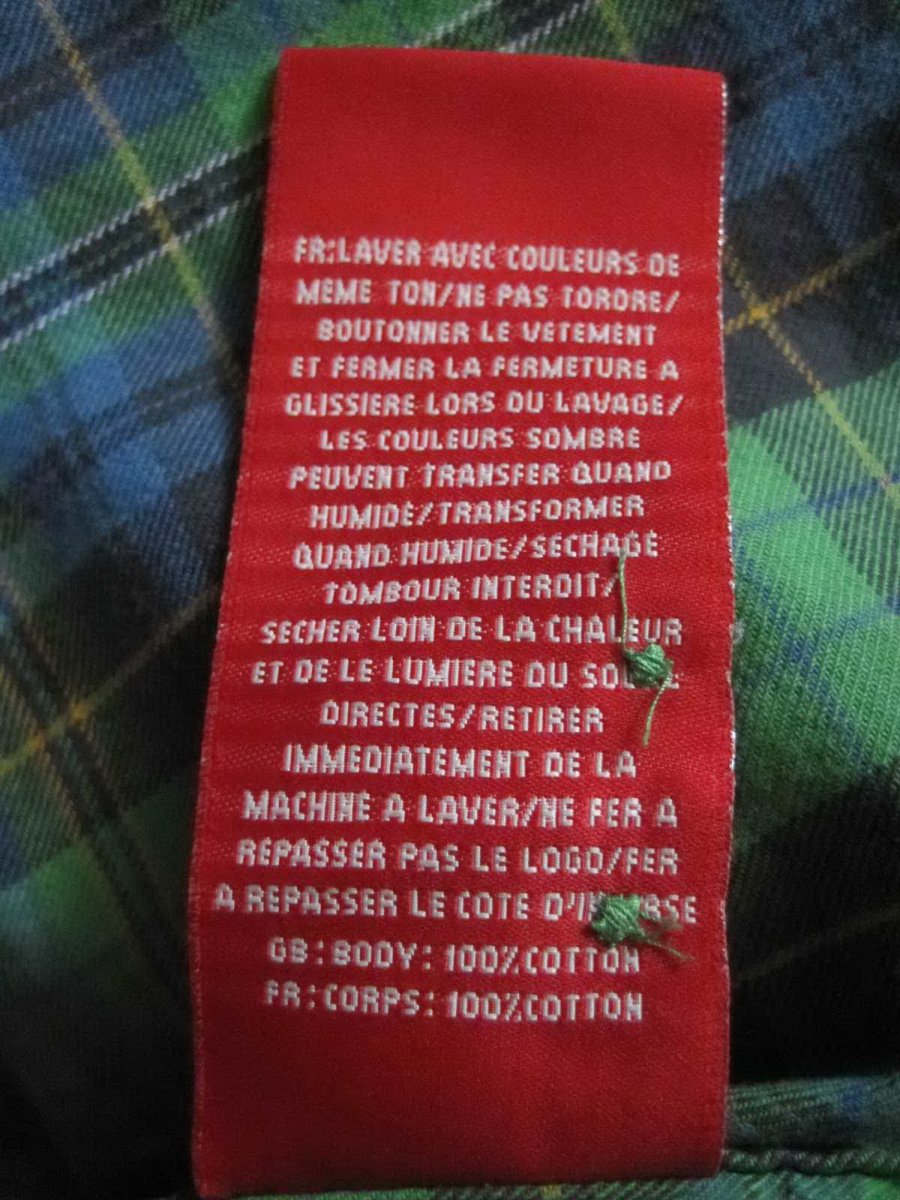 FR:LAVER AVEC COULEURS DE
MEME TON/NE PAS TORDRE/
BOUTONNER LE VETEMENT
ET FERMER LA FERMETURE A
GLISSIERE LORS DU LAVAGE/
LES COULEURS SOMBRE
PEUVENT TRANSFER QUAND
HUMIDE/TRANSFORMER
QUAND HUMIDE/SECHAGE
TOMBOUR INTERDIT/
SECHER LOIN DE LA CHALEUR
ET DE LE LUMIERE DU
DIRECTES/RETIRER
IMMEDIATEMENT DE LA
MACHINE A LAVER/NE FER A
REPASSER PAS LE LOGO/FER
A REPASSER LE COTE
GB:BODY: 100%COTTON
FR:CORPS: 100%COTTON